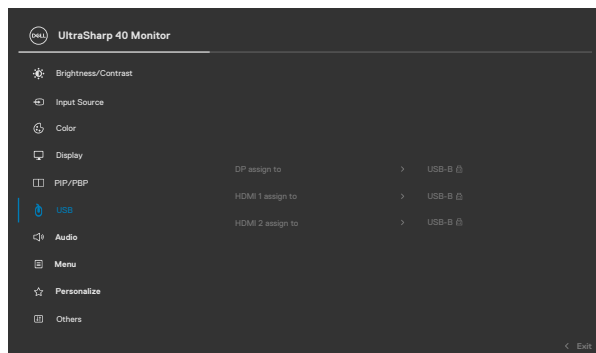 DELL UltraSharp 40 Monitor
Brightness/Contrast
Input Source
Color
Display
DP assign to > USB-B
PIP/PBP
HDMI 1 assign to > USB-B
USB
HDMI 2 assign to > USB-B
Audio
Menu
Personalize
Others
< Exit